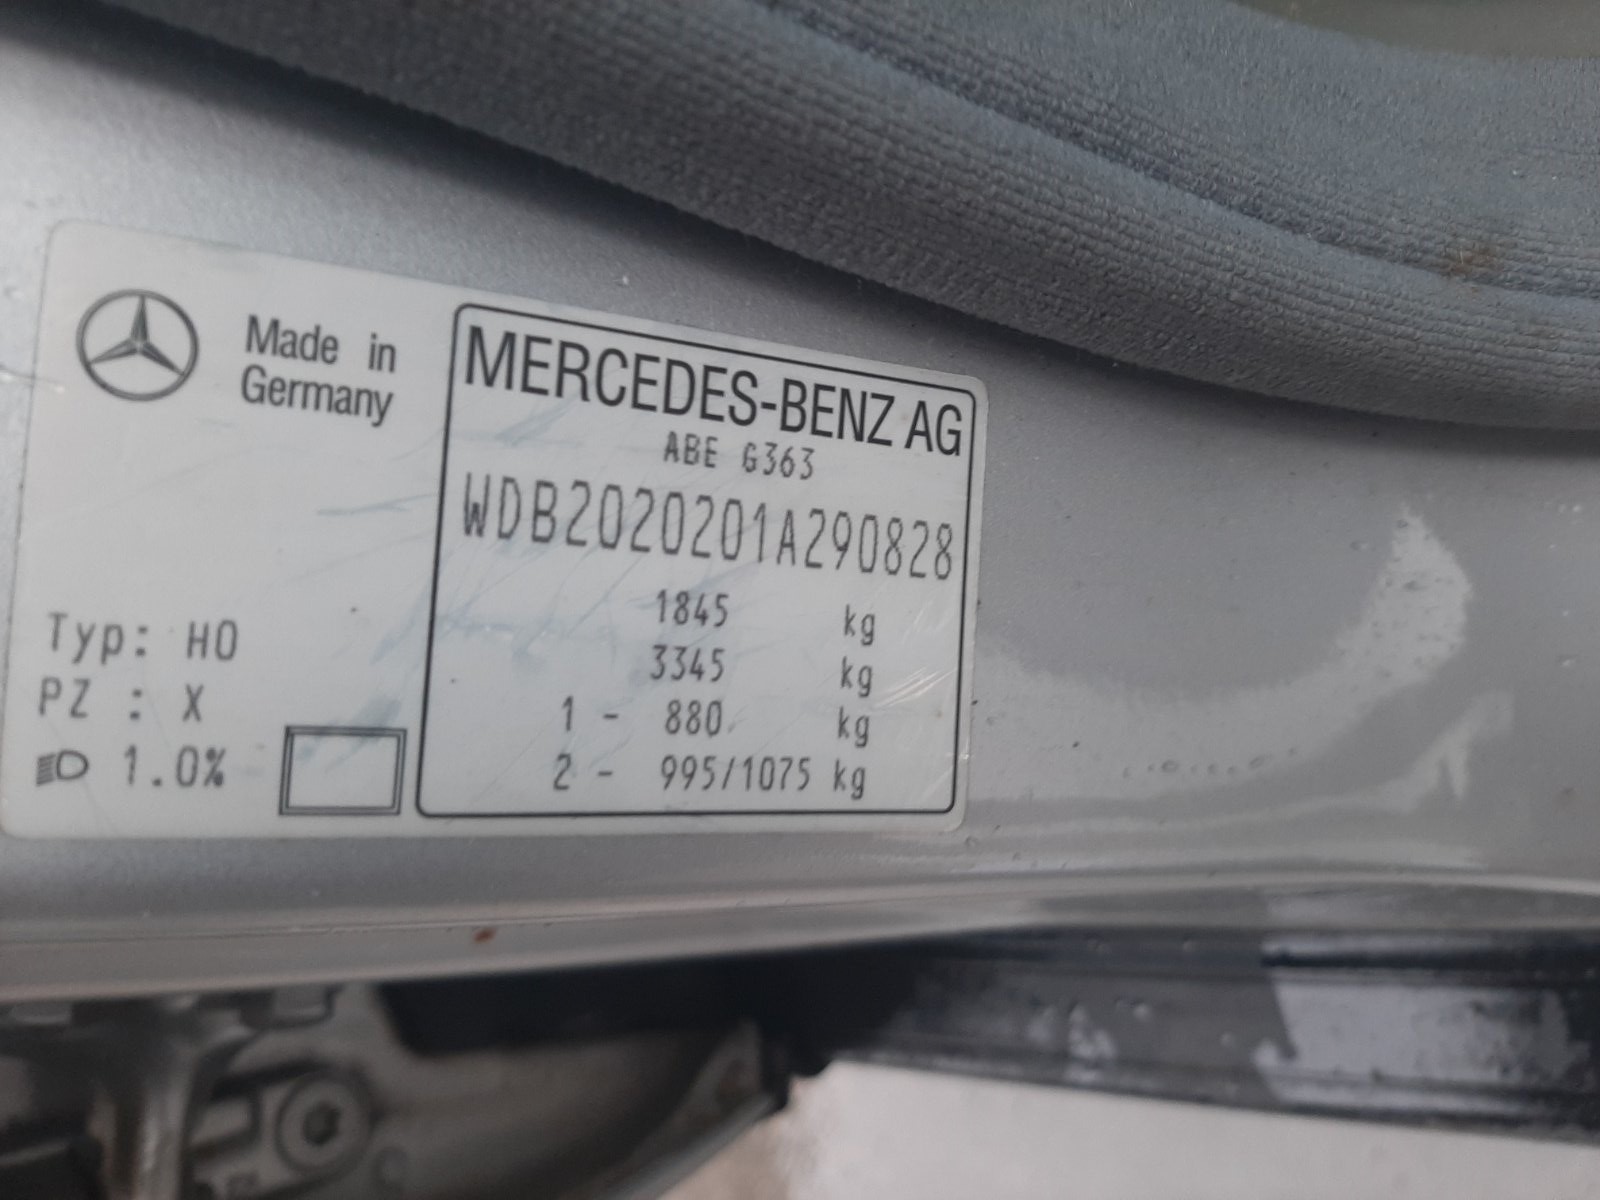 Made in
Germany
MERCEDES-BENZ AG
ABE G363
WDB2020201A290828
1845 kg
3345 kg
1 - 880 kg
2 - 995/1075 kg
Typ: HO
PZ : X
1.0%